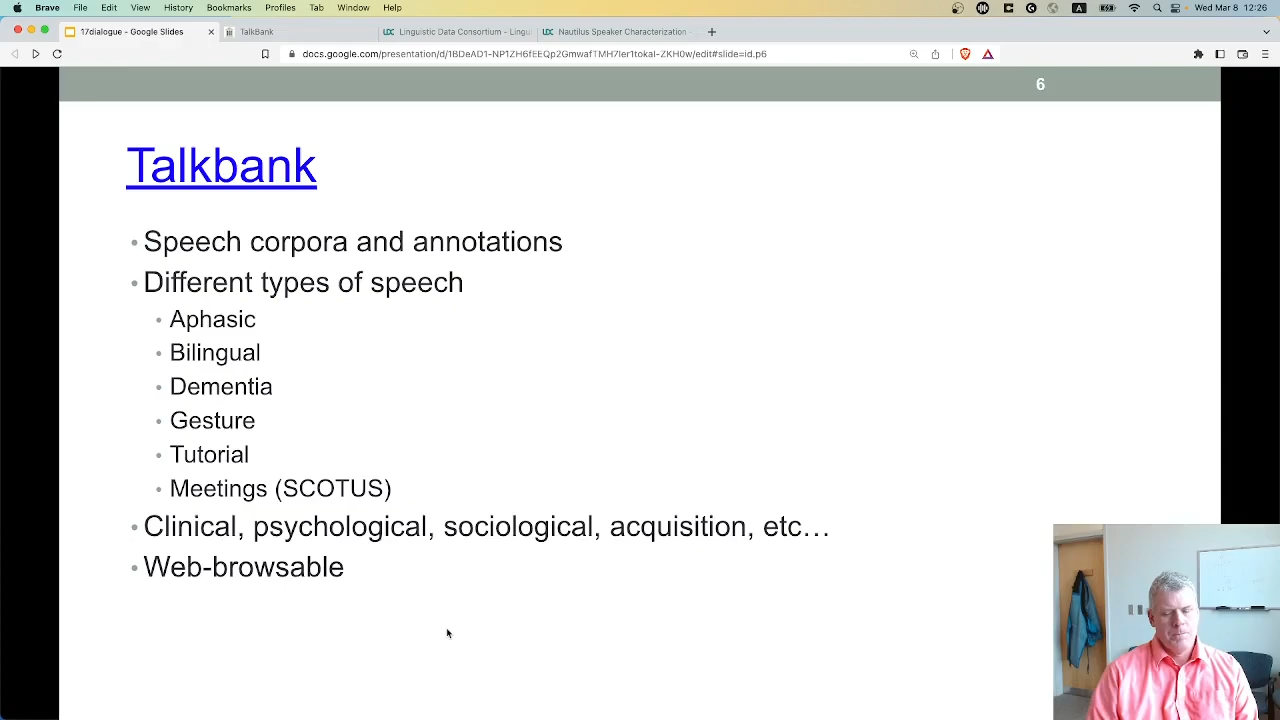 Brave File Edit View History Bookmarks Profiles Tab Window Help A Wed Mar 8 12:26
17dialogue - Google Slides TalkBank Linguistic Data Consortium - Lingu Nautilus Speaker Characterization -
docs.google.com/presentation/d/1BDeAD1-NP1ZH6fEEQp2GmwafTMH7Ier1tokal-ZKH0w/edit#slide=id.p6
6
Talkbank
• Speech corpora and annotations
• Different types of speech
• Aphasic
• Bilingual
• Dementia
• Gesture
• Tutorial
• Meetings (SCOTUS)
• Clinical, psychological, sociological, acquisition, etc…
• Web-browsable